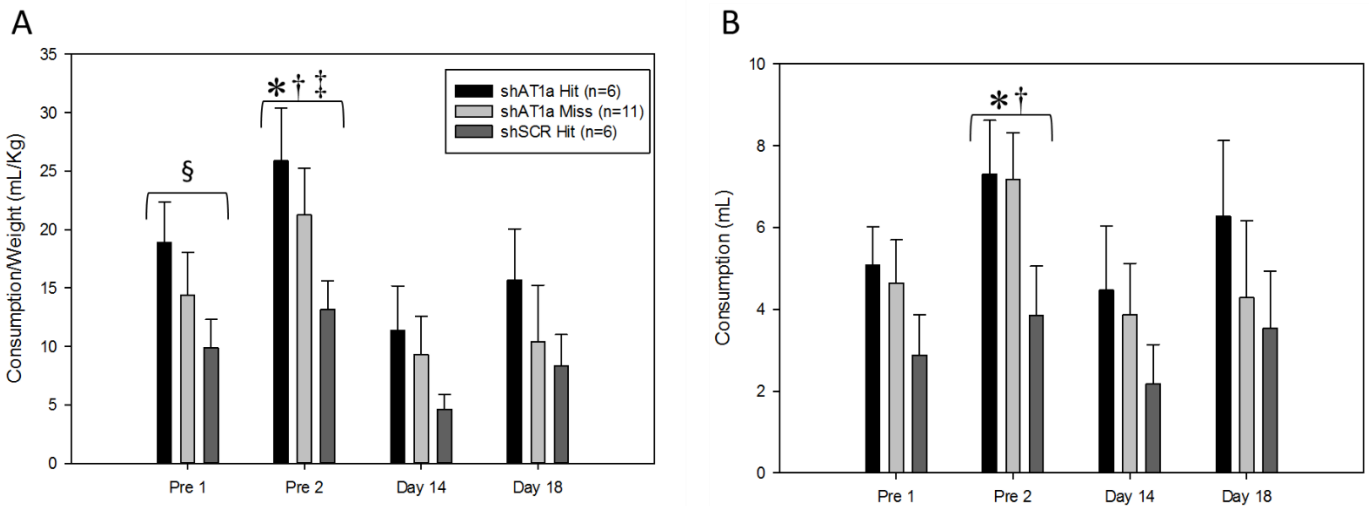 A
Consumption/Weight (mL/Kg)
35
30
25
20
15
10
5
0
*†‡
§
shAT1a Hit (n=6)
shAT1a Miss (n=11)
shSCR Hit (n=6)
Pre 1 Pre 2 Day 14 Day 18
B
Consumption (mL)
10
8
6
4
2
0
*†
Pre 1 Pre 2 Day 14 Day 18